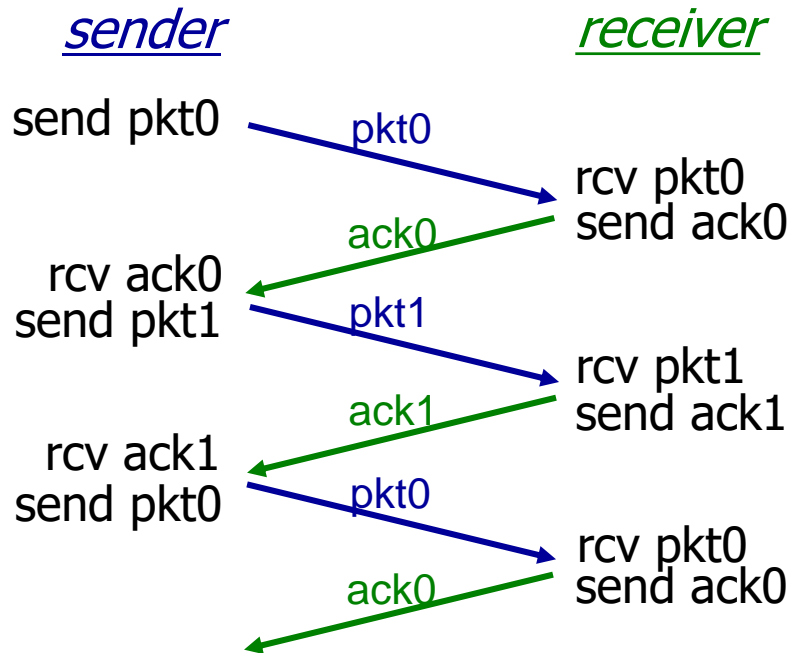 sender
receiver
send pkt0
pkt0
rcv pkt0
send ack0
ack0
rcv ack0
send pkt1
pkt1
rcv pkt1
send ack1
ack1
rcv ack1
send pkt0
pkt0
rcv pkt0
send ack0
ack0